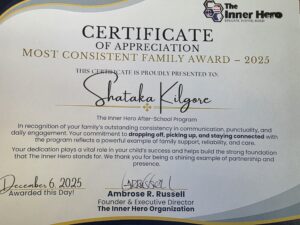 The
Inner Hero
CERTIFICATE
OF APPRECIATION
MOST CONSISTENT FAMILY AWARD – 2025
THIS CERTIFICATE IS PROUDLY PRESENTED TO:
Shataka Kilgore
The Inner Hero After-School Program
In recognition of your family's outstanding consistency in communication, punctuality, and
daily engagement. Your commitment to dropping off, picking up, and staying connected with
the program reflects a powerful example of family support, reliability, and care.
Your dedication plays a vital role in your child's success and helps build the strong foundation
that The Inner Hero stands for. We thank you for being a shining example of partnership and
presence.
December 6, 2025
Awarded this Day!
Ambrose R. Russell
Founder & Executive Director
The Inner Hero Organization